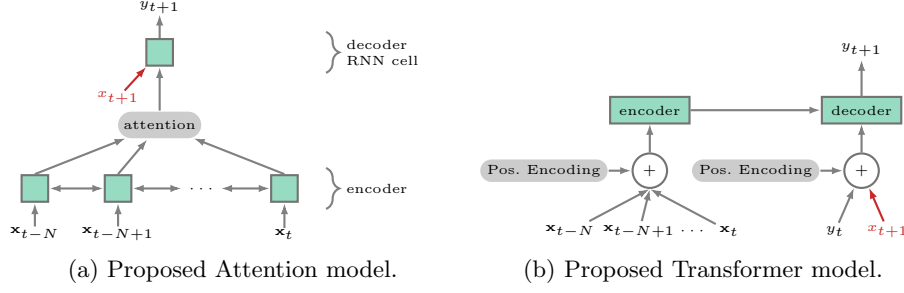 y_{t+1}
decoder
RNN cell
x_{t+1}
attention
encoder
x_{t−N} x_{t−N+1} · · · x_t
(a) Proposed Attention model.
y_{t+1}
encoder decoder
Pos. Encoding + Pos. Encoding +
x_{t−N} x_{t−N+1} · · · x_t y_t x_{t+1}
(b) Proposed Transformer model.